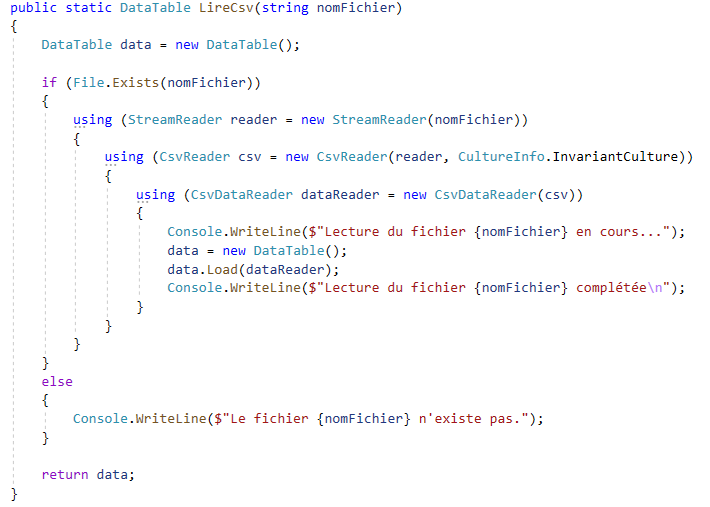 public static DataTable LireCsv(string nomFichier)
{
    DataTable data = new DataTable();

    if (File.Exists(nomFichier))
    {
        using (StreamReader reader = new StreamReader(nomFichier))
        {
            using (CsvReader csv = new CsvReader(reader, CultureInfo.InvariantCulture))
            {
                using (CsvDataReader dataReader = new CsvDataReader(csv))
                {
                    Console.WriteLine($"Lecture du fichier {nomFichier} en cours...");
                    data = new DataTable();
                    data.Load(dataReader);
                    Console.WriteLine($"Lecture du fichier {nomFichier} complétée\n");
                }
            }
        }
    }
    else
    {
        Console.WriteLine($"Le fichier {nomFichier} n'existe pas.");
    }

    return data;
}